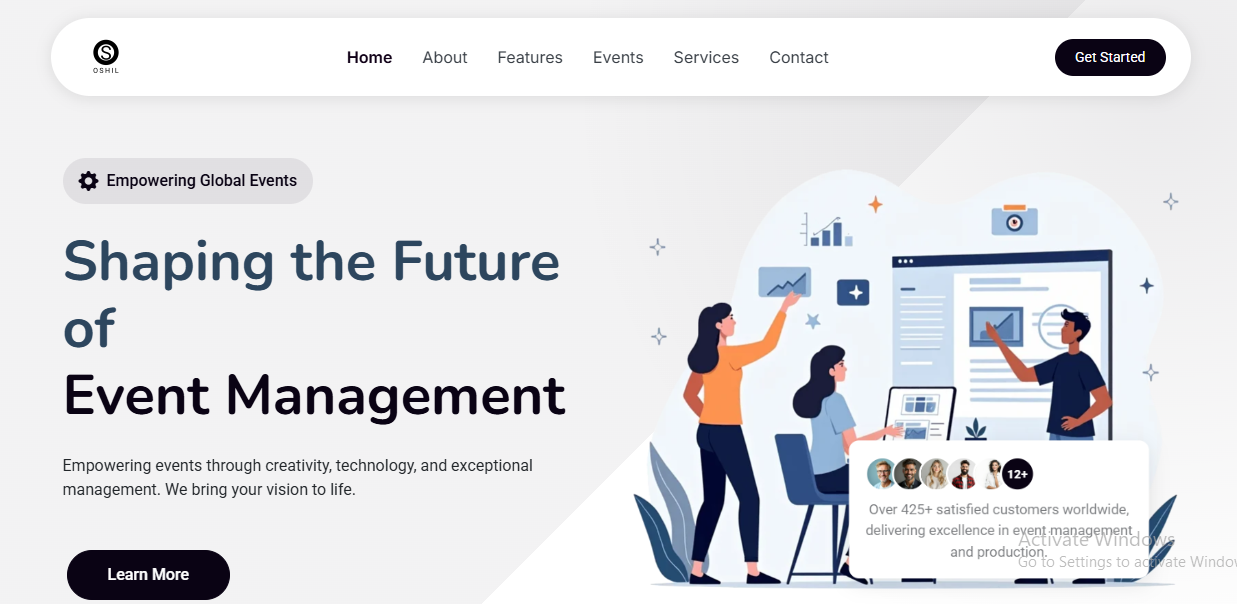 S
OSHIL
Home About Features Events Services Contact
Get Started
Empowering Global Events
Shaping the Future
of
Event Management
Empowering events through creativity, technology, and exceptional
management. We bring your vision to life.
Learn More
12+
Over 425+ satisfied customers worldwide,
delivering excellence in event management
and production.
Activate Windows
Go to Settings to activate Window